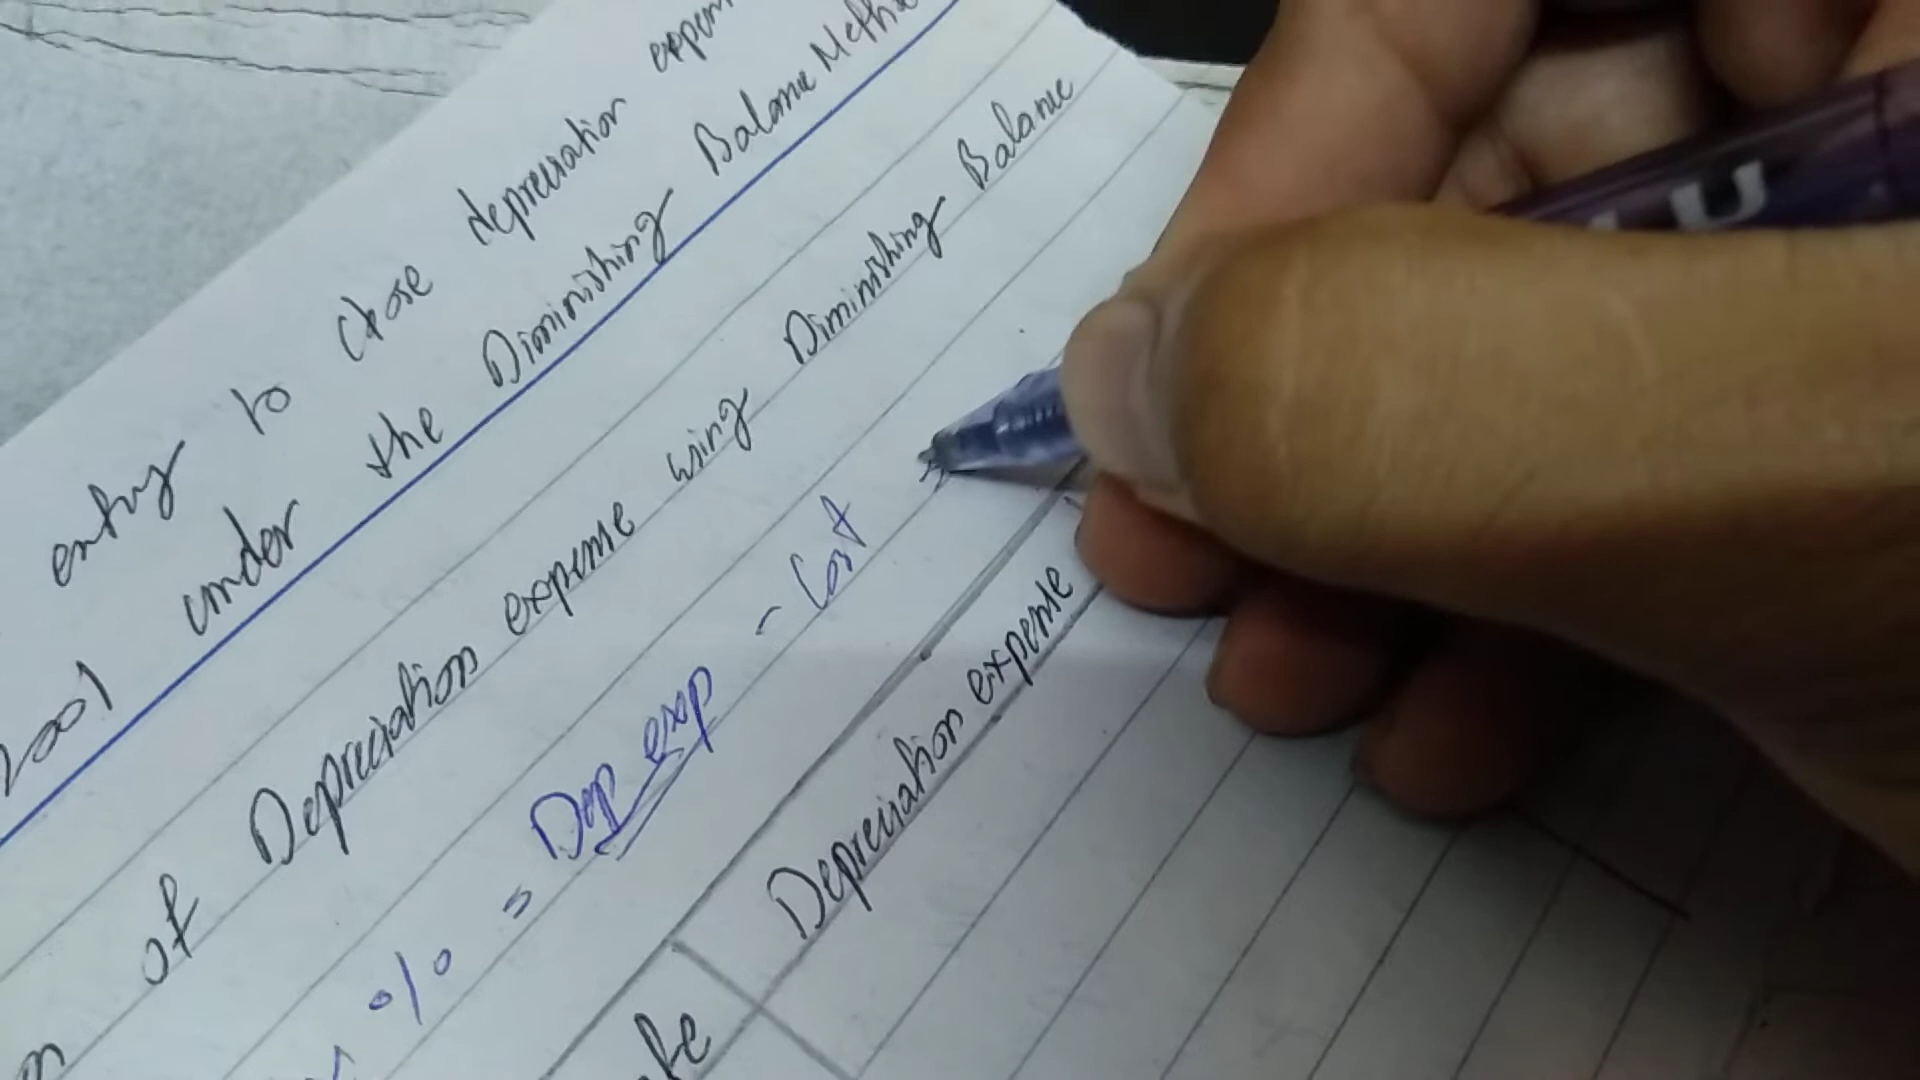 entry to close depreciation expen
2001 under the Diminishing Balance Metho
of Depreciation expense using Diminishing Balance
% = Dep exp - Cost
Depreciation expense
LU